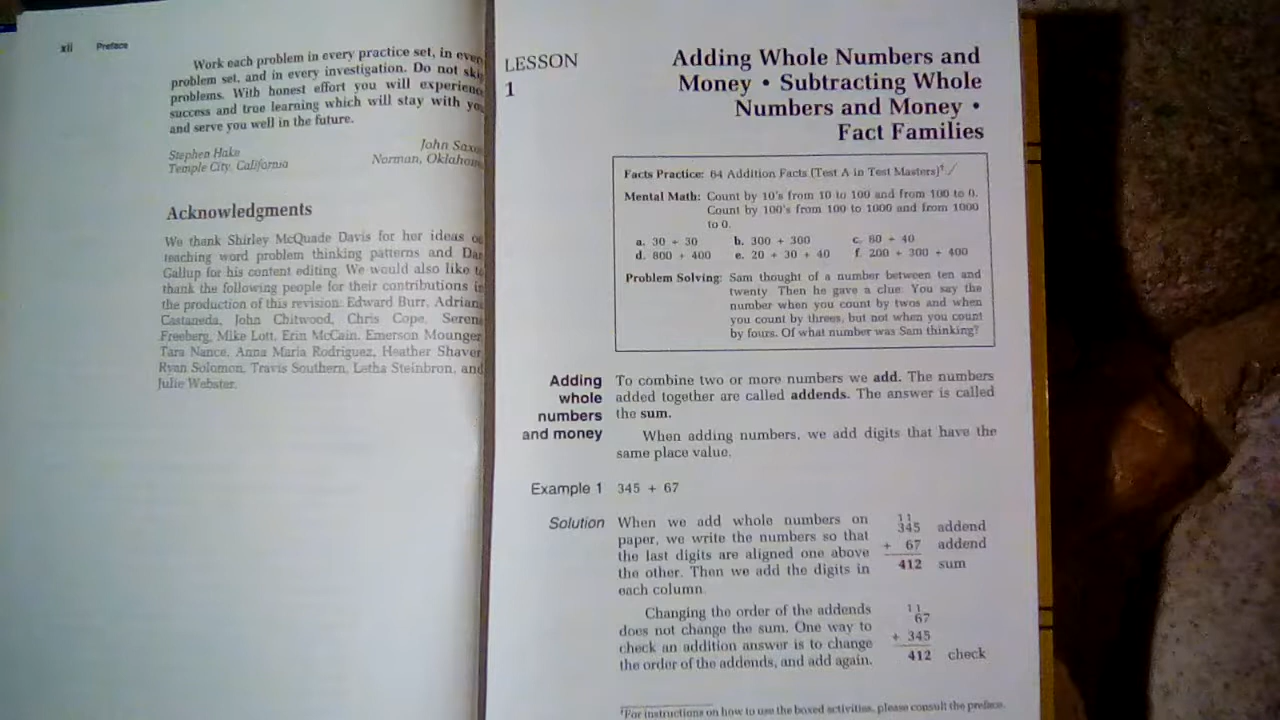 xii Preface
Work each problem in every practice set, in every
problem set, and in every investigation. Do not skip
problems. With honest effort you will experience
success and true learning which will stay with you
and serve you well in the future.
Stephen Hake
Temple City, California
John Saxon
Norman, Oklahoma
Acknowledgments
We thank Shirley McQuade Davis for her ideas on
teaching word problem thinking patterns and Dan
Gallup for his content editing. We would also like to
thank the following people for their contributions in
the production of this revision: Edward Burr, Adriana
Castaneda, John Chitwood, Chris Cope, Serena
Freeberg, Mike Lott, Erin McCain, Emerson Mounger,
Tara Nance, Anna Maria Rodriguez, Heather Shaver,
Ryan Solomon, Travis Southern, Letha Steinbron, and
Julie Webster.
LESSON
1
Adding Whole Numbers and
Money • Subtracting Whole
Numbers and Money •
Fact Families
Facts Practice: 64 Addition Facts (Test A in Test Masters)†
Mental Math: Count by 10's from 10 to 100 and from 100 to 0.
Count by 100's from 100 to 1000 and from 1000
to 0.
a. 30 + 30 b. 300 + 300 c. 80 + 40
d. 800 + 400 e. 20 + 30 + 40 f. 200 + 300 + 400
Problem Solving: Sam thought of a number between ten and
twenty. Then he gave a clue: You say the
number when you count by twos and when
you count by threes, but not when you count
by fours. Of what number was Sam thinking?
Adding
whole
numbers
and money
To combine two or more numbers we add. The numbers
added together are called addends. The answer is called
the sum.
When adding numbers, we add digits that have the
same place value.
Example 1 345 + 67
Solution When we add whole numbers on
paper, we write the numbers so that
the last digits are aligned one above
the other. Then we add the digits in
each column.
1 1
345 addend
+ 67 addend
412 sum
Changing the order of the addends
does not change the sum. One way to
check an addition answer is to change
the order of the addends, and add again.
1 1
67
+ 345
412 check
†For instructions on how to use the boxed activities, please consult the preface.